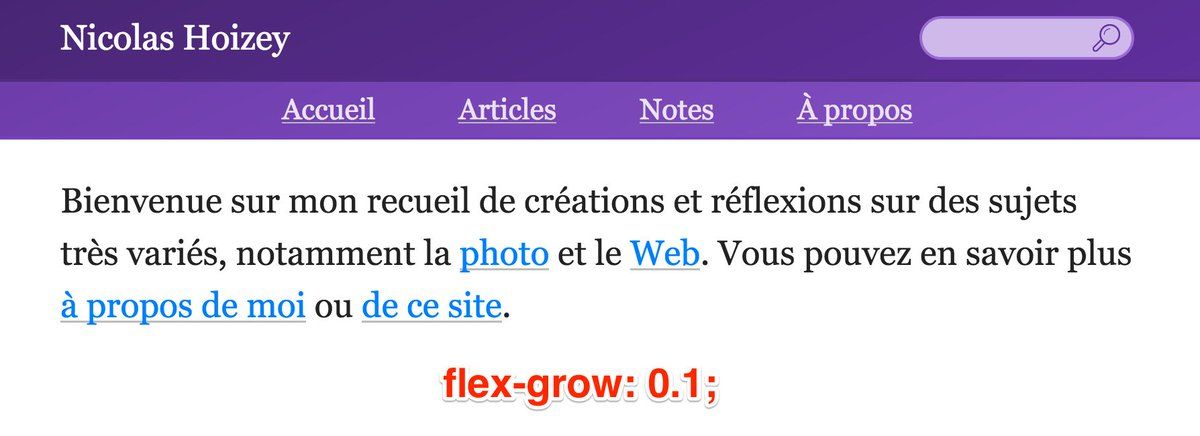 Nicolas Hoizey
Accueil Articles Notes À propos
Bienvenue sur mon recueil de créations et réflexions sur des sujets
très variés, notamment la photo et le Web. Vous pouvez en savoir plus
à propos de moi ou de ce site.
flex-grow: 0.1;